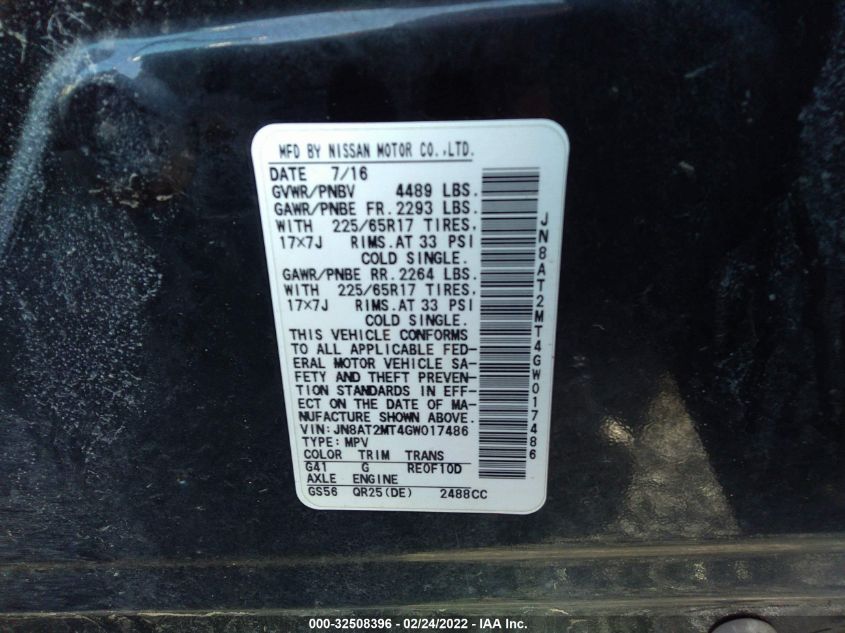 MFD BY NISSAN MOTOR CO.,LTD.
DATE 7/16
GVWR/PNBV 4489 LBS.
GAWR/PNBE FR.2293 LBS.
WITH 225/65R17 TIRES.
17×7J RIMS.AT 33 PSI
COLD SINGLE.
GAWR/PNBE RR.2264 LBS.
WITH 225/65R17 TIRES.
17×7J RIMS.AT 33 PSI
COLD SINGLE.
THIS VEHICLE CONFORMS
TO ALL APPLICABLE FED-
ERAL MOTOR VEHICLE SA-
FETY AND THEFT PREVEN-
TION STANDARDS IN EFF-
ECT ON THE DATE OF MA-
NUFACTURE SHOWN ABOVE.
VIN:JN8AT2MT4GW017486
TYPE:MPV
COLOR TRIM TRANS
G41 G RE0F10D
AXLE ENGINE
GS56 QR25(DE) 2488CC
JN8AT2MT4GW017486
000-32508396 - 02/24/2022 - IAA Inc.